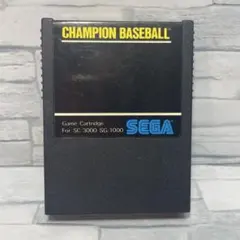 CHAMPION BASEBALL
Game Cartridge
For SC 3000 SG 1000
SEGA